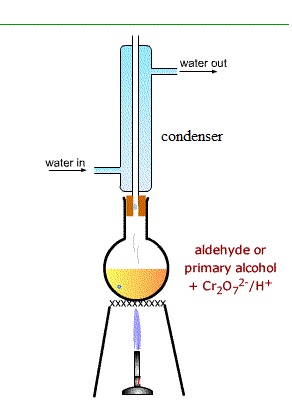 water out
condenser
water in
aldehyde or
primary alcohol
+ Cr₂O₇²⁻/H⁺